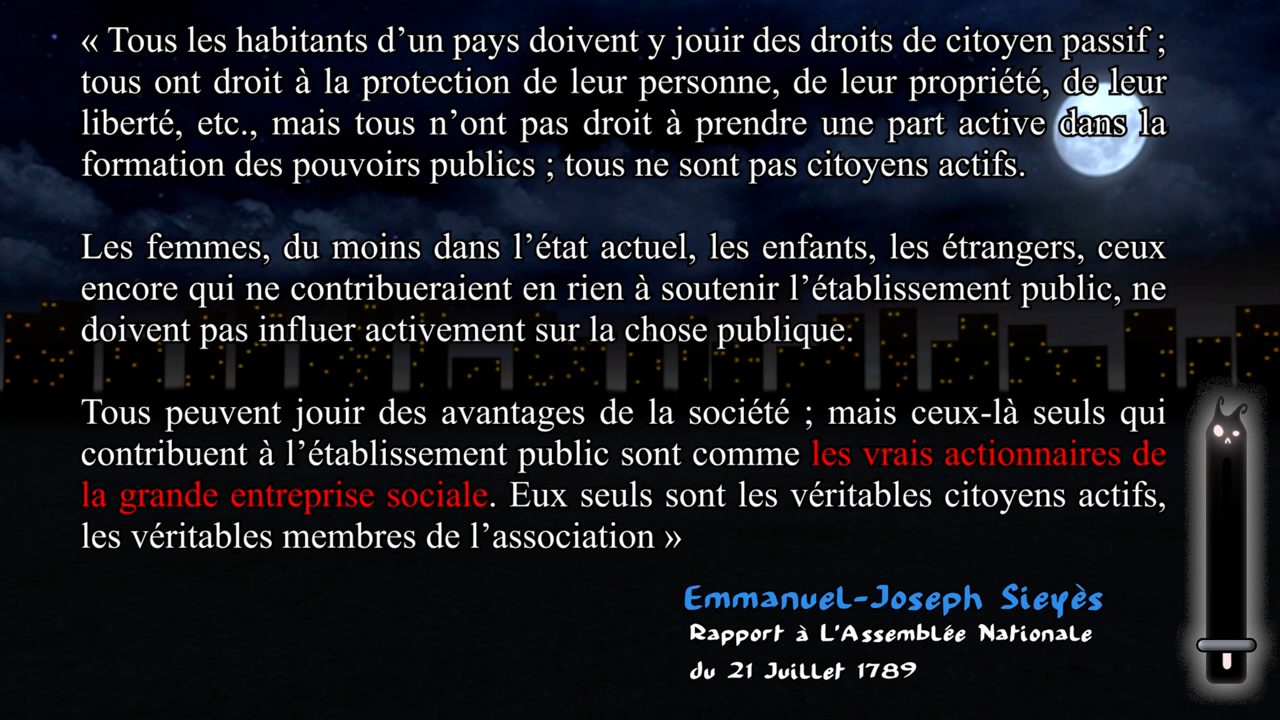 « Tous les habitants d’un pays doivent y jouir des droits de citoyen passif ;
tous ont droit à la protection de leur personne, de leur propriété, de leur
liberté, etc., mais tous n’ont pas droit à prendre une part active dans la
formation des pouvoirs publics ; tous ne sont pas citoyens actifs.
Les femmes, du moins dans l’état actuel, les enfants, les étrangers, ceux
encore qui ne contribueraient en rien à soutenir l’établissement public, ne
doivent pas influer activement sur la chose publique.
Tous peuvent jouir des avantages de la société ; mais ceux-là seuls qui
contribuent à l’établissement public sont comme les vrais actionnaires de
la grande entreprise sociale. Eux seuls sont les véritables citoyens actifs,
les véritables membres de l’association »
Emmanuel-Joseph Sieyès
Rapport à L'Assemblée Nationale
du 21 Juillet 1789